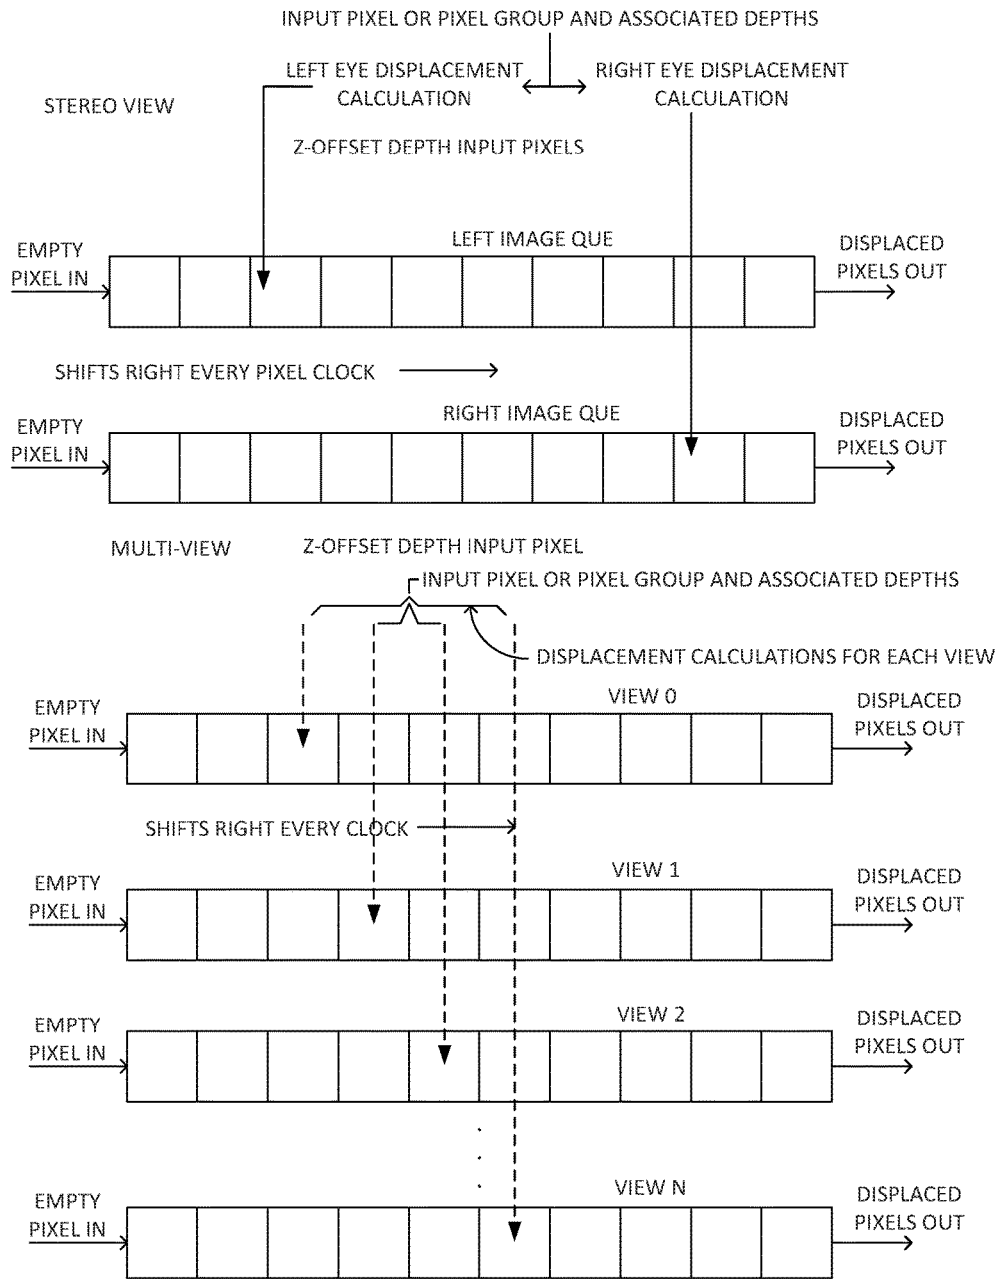 INPUT PIXEL OR PIXEL GROUP AND ASSOCIATED DEPTHS
LEFT EYE DISPLACEMENT
CALCULATION
RIGHT EYE DISPLACEMENT
CALCULATION
STEREO VIEW
Z-OFFSET DEPTH INPUT PIXELS
LEFT IMAGE QUE
EMPTY
PIXEL IN
DISPLACED
PIXELS OUT
SHIFTS RIGHT EVERY PIXEL CLOCK
RIGHT IMAGE QUE
EMPTY
PIXEL IN
DISPLACED
PIXELS OUT
MULTI-VIEW
Z-OFFSET DEPTH INPUT PIXEL
INPUT PIXEL OR PIXEL GROUP AND ASSOCIATED DEPTHS
DISPLACEMENT CALCULATIONS FOR EACH VIEW
VIEW 0
EMPTY
PIXEL IN
DISPLACED
PIXELS OUT
SHIFTS RIGHT EVERY CLOCK
VIEW 1
EMPTY
PIXEL IN
DISPLACED
PIXELS OUT
VIEW 2
EMPTY
PIXEL IN
DISPLACED
PIXELS OUT
VIEW N
EMPTY
PIXEL IN
DISPLACED
PIXELS OUT